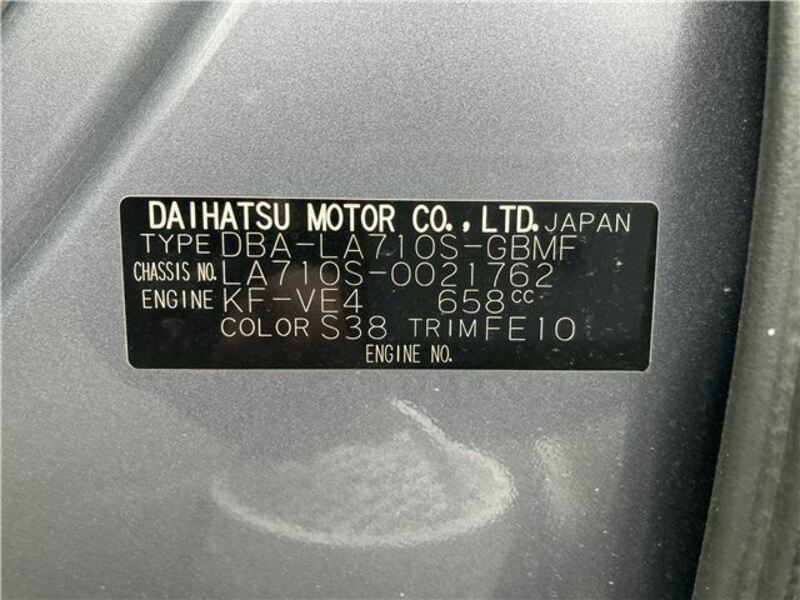 DAIHATSU MOTOR CO., LTD. JAPAN
TYPE DBA-LA710S-GBMF
CHASSIS NO. LA710S-0021762
ENGINE KF-VE4 658CC
COLOR S38 TRIM FE10
ENGINE NO.